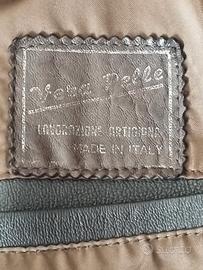 Vera Pelle
LAVORAZIONE ARTIGIANA
MADE IN ITALY